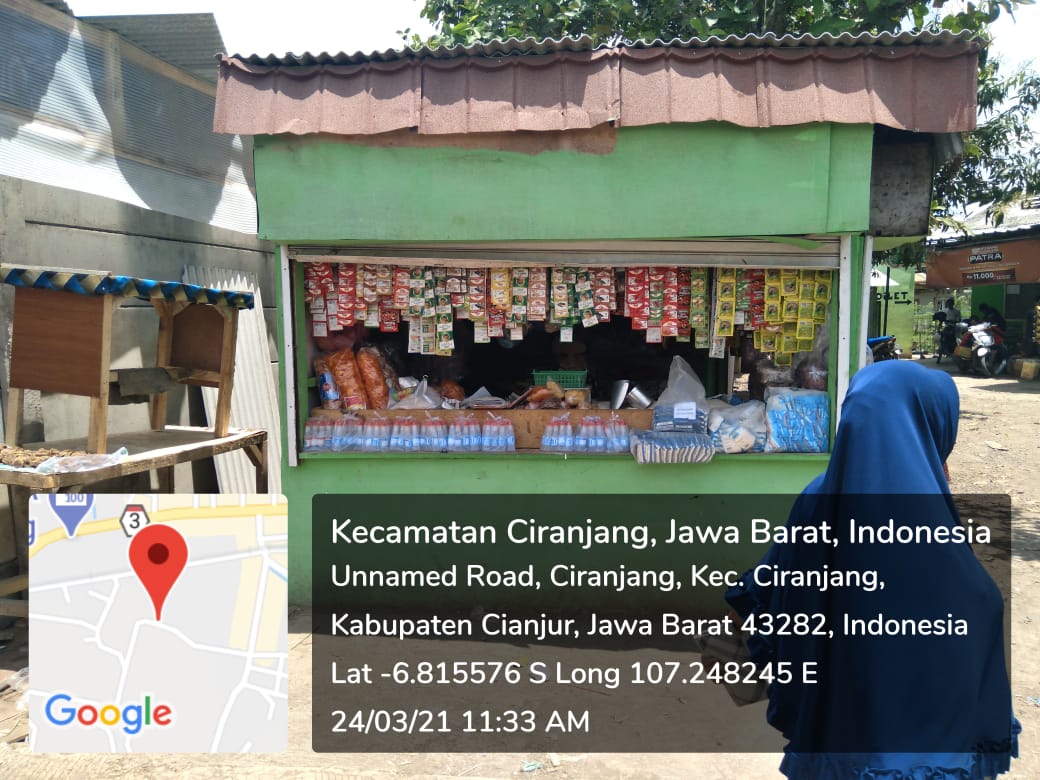 PATRA
Rp 11.000
100
3
Google
Kecamatan Ciranjang, Jawa Barat, Indonesia
Unnamed Road, Ciranjang, Kec. Ciranjang,
Kabupaten Cianjur, Jawa Barat 43282, Indonesia
Lat -6.815576 S Long 107.248245 E
24/03/21 11:33 AM